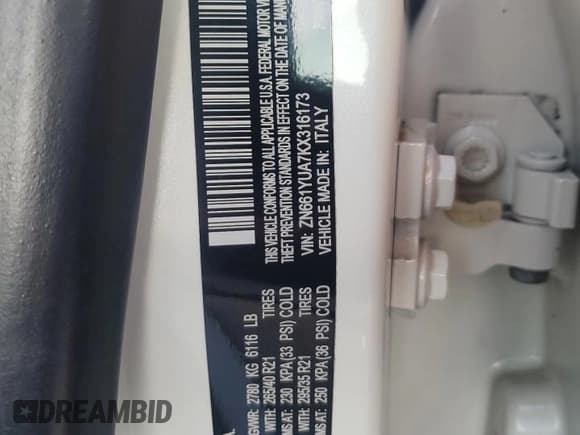 THIS VEHICLE CONFORMS TO ALL APPLICABLE U.S.A. FEDERAL MOTOR
THEFT PREVENTION STANDARDS IN EFFECT ON THE DATE OF
VIN: ZN661YUA7KX316173
VEHICLE MADE IN: ITALY
GVWR: 2780 KG 6116 LB
WITH: 265/40 R21 TIRES
AT: 230 KPA (33 PSI) COLD
WITH: 295/35 R21 TIRES
AT: 250 KPA (36 PSI) COLD
DREAMBID